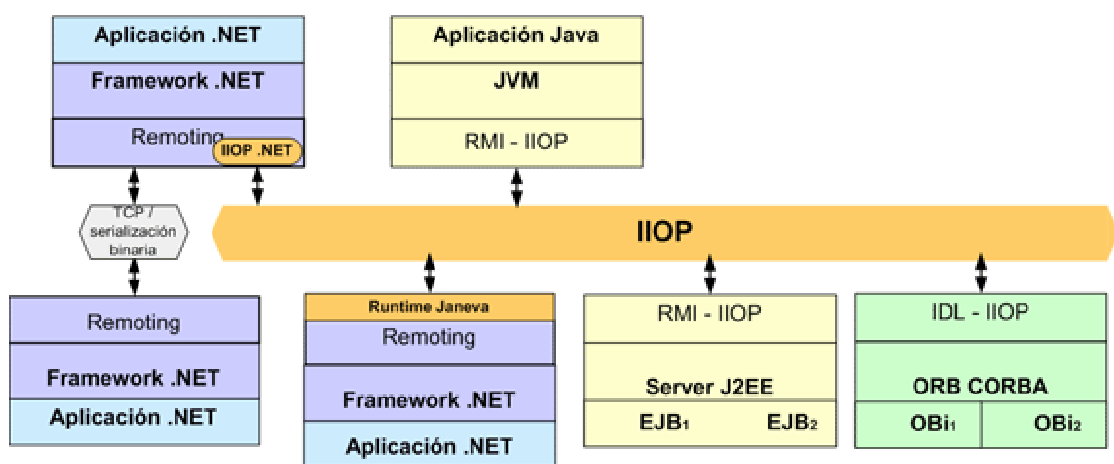 Aplicación .NET
Framework .NET
Remoting
IIOP .NET
Aplicación Java
JVM
RMI - IIOP
TCP /
serialización
binaria
IIOP
Remoting
Framework .NET
Aplicación .NET
Runtime Janeva
Remoting
Framework .NET
Aplicación .NET
RMI - IIOP
Server J2EE
EJB₁ EJB₂
IDL - IIOP
ORB CORBA
OBi₁ OBi₂